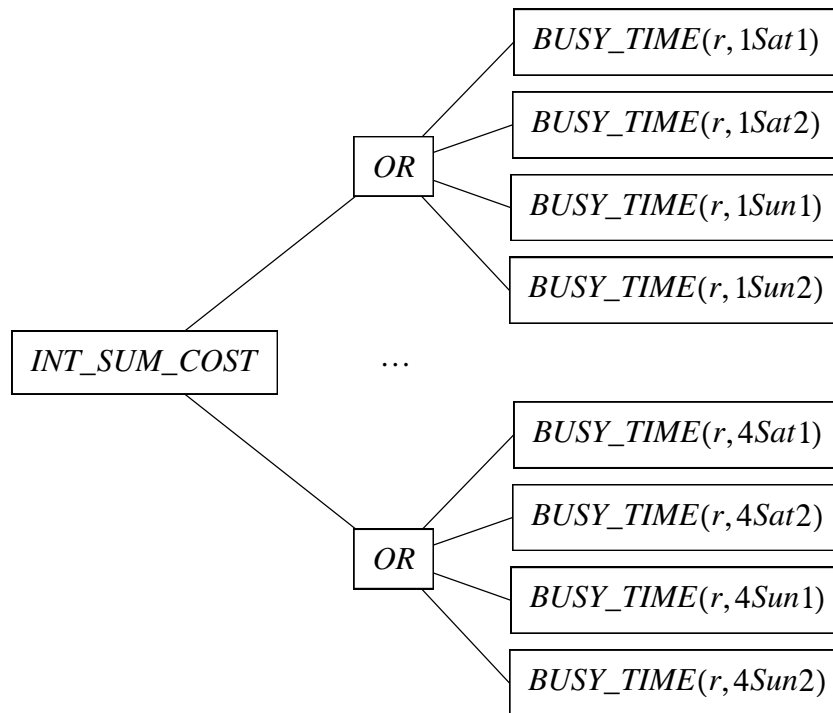 BUSY_TIME(r, 1Sat1)
BUSY_TIME(r, 1Sat2)
OR
BUSY_TIME(r, 1Sun1)
BUSY_TIME(r, 1Sun2)
INT_SUM_COST
...
BUSY_TIME(r, 4Sat1)
BUSY_TIME(r, 4Sat2)
OR
BUSY_TIME(r, 4Sun1)
BUSY_TIME(r, 4Sun2)